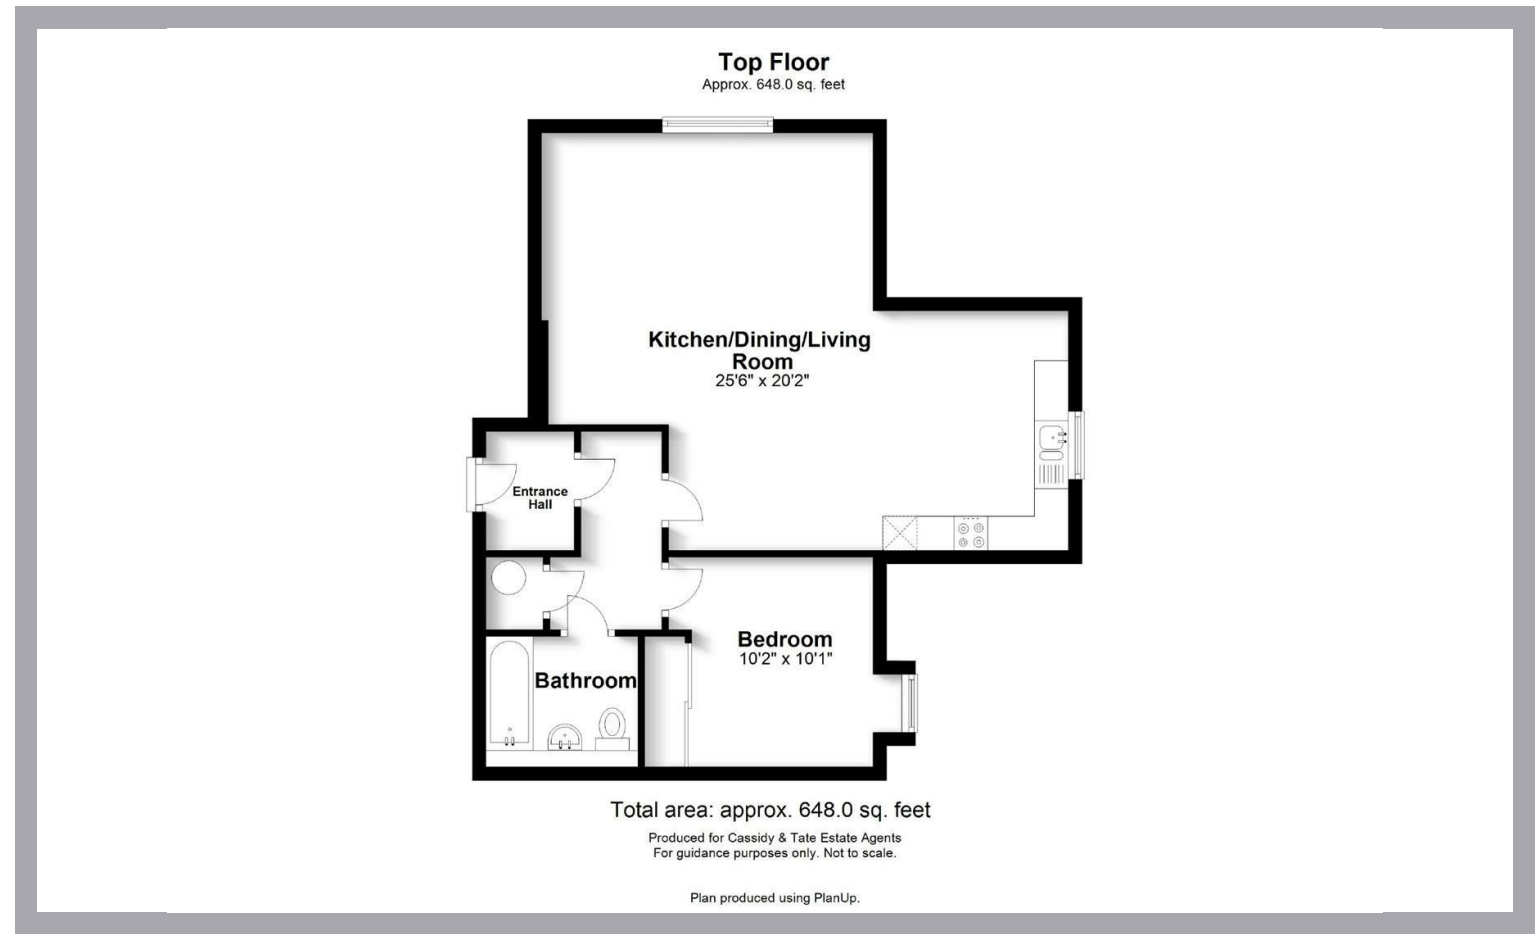 Top Floor
Approx. 648.0 sq. feet
Kitchen/Dining/Living
Room
25'6" x 20'2"
Entrance
Hall
Bedroom
10'2" x 10'1"
Bathroom
Total area: approx. 648.0 sq. feet
Produced for Cassidy & Tate Estate Agents
For guidance purposes only. Not to scale.
Plan produced using PlanUp.